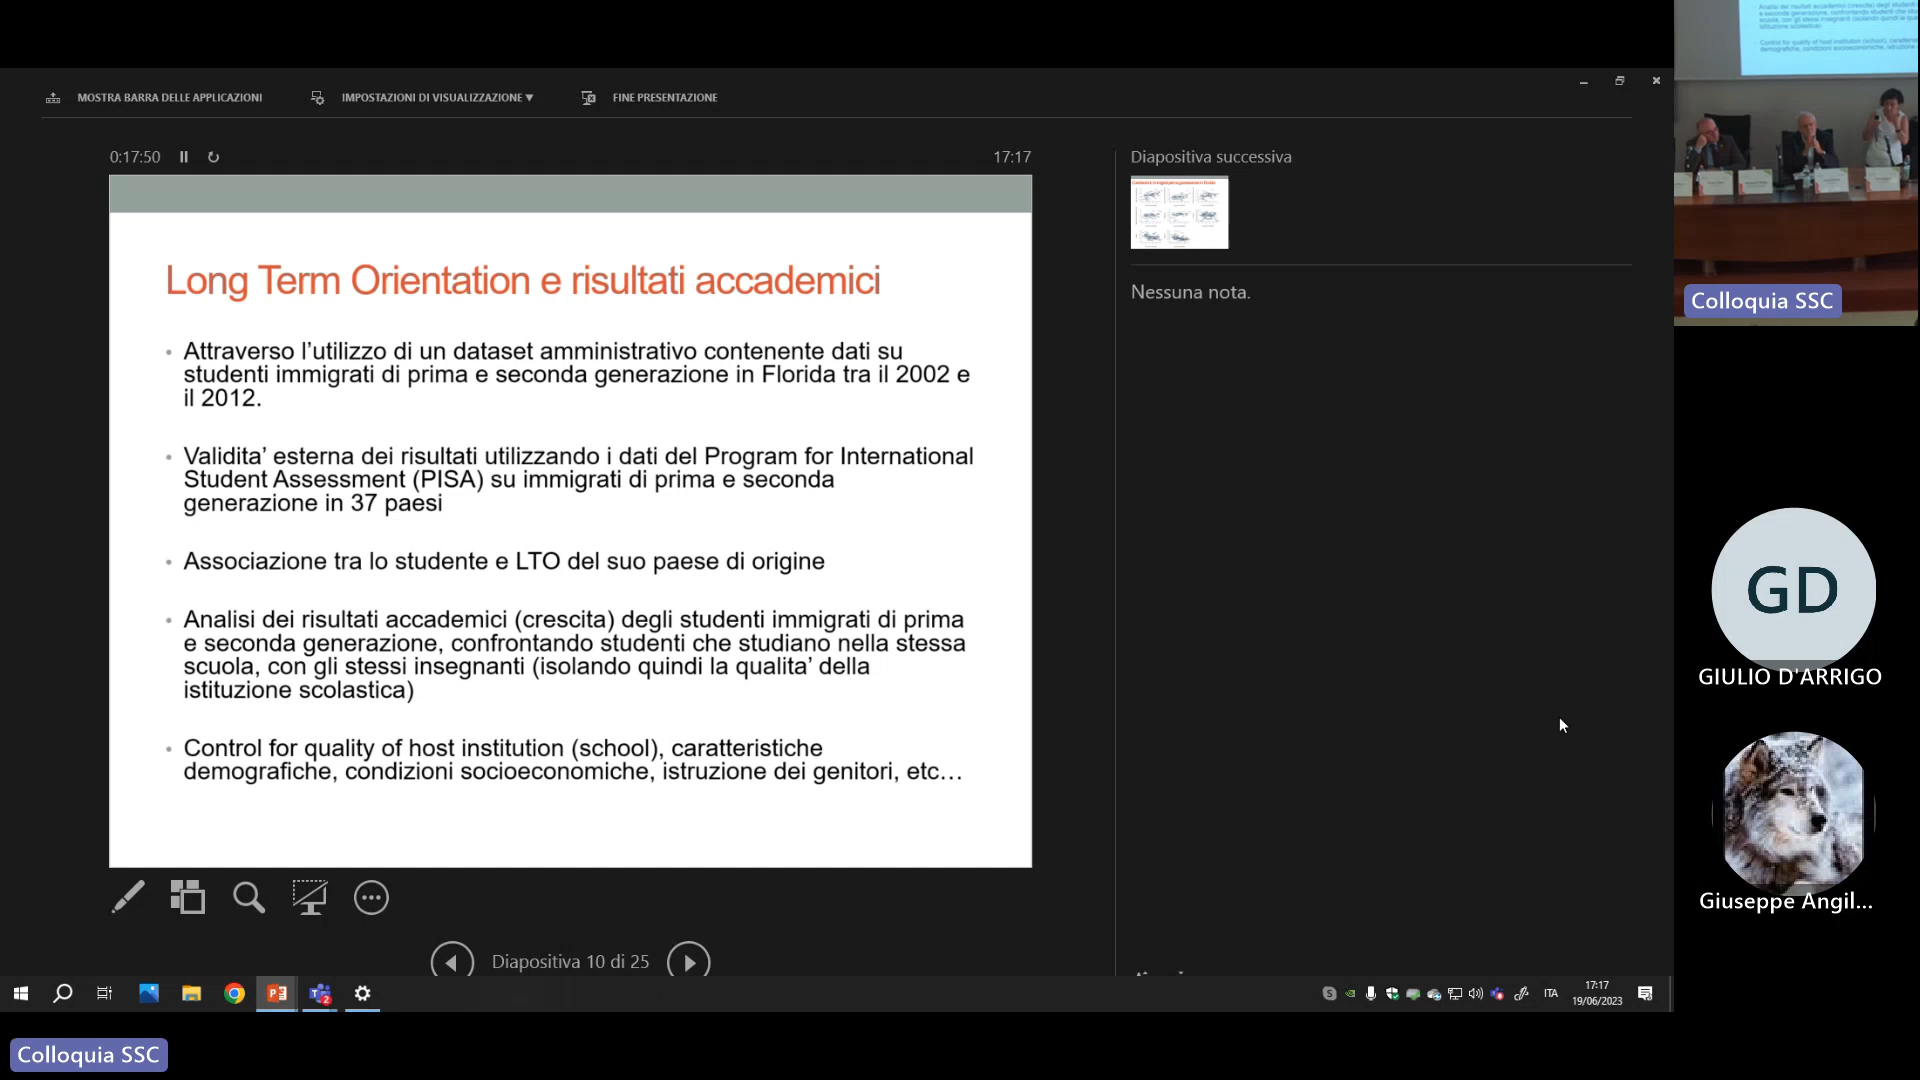 MOSTRA BARRA DELLE APPLICAZIONI
IMPOSTAZIONI DI VISUALIZZAZIONE ▼
FINE PRESENTAZIONE
0:17:50
17:17
Long Term Orientation e risultati accademici
• Attraverso l'utilizzo di un dataset amministrativo contenente dati su
studenti immigrati di prima e seconda generazione in Florida tra il 2002 e
il 2012.
• Validita' esterna dei risultati utilizzando i dati del Program for International
Student Assessment (PISA) su immigrati di prima e seconda
generazione in 37 paesi
• Associazione tra lo studente e LTO del suo paese di origine
• Analisi dei risultati accademici (crescita) degli studenti immigrati di prima
e seconda generazione, confrontando studenti che studiano nella stessa
scuola, con gli stessi insegnanti (isolando quindi la qualita' della
istituzione scolastica)
• Control for quality of host institution (school), caratteristiche
demografiche, condizioni socioeconomiche, istruzione dei genitori, etc…
Diapositiva 10 di 25
Diapositiva successiva
Nessuna nota.
Colloquia SSC
GD
GIULIO D'ARRIGO
Giuseppe Angil...
ITA
17:17
19/06/2023
Colloquia SSC